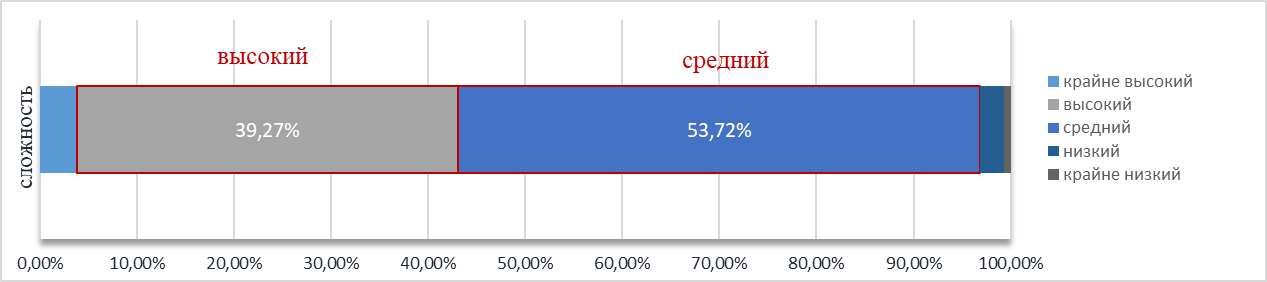 высокий
средний
сложность
39,27%
53,72%
крайне высокий
высокий
средний
низкий
крайне низкий
0,00% 10,00% 20,00% 30,00% 40,00% 50,00% 60,00% 70,00% 80,00% 90,00% 100,00%